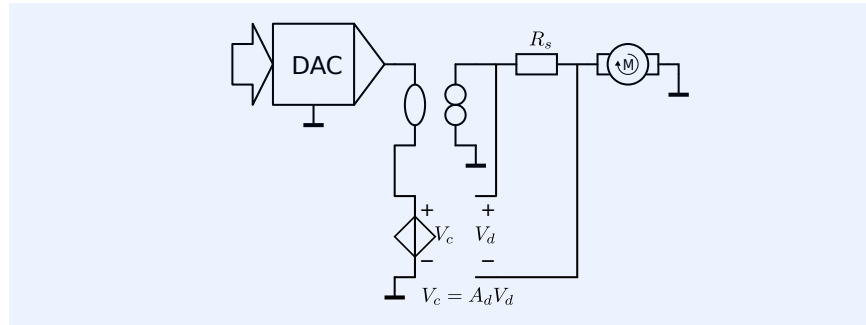 R_s
DAC
M
+ +
V_c V_d
− −
V_c = A_d V_d